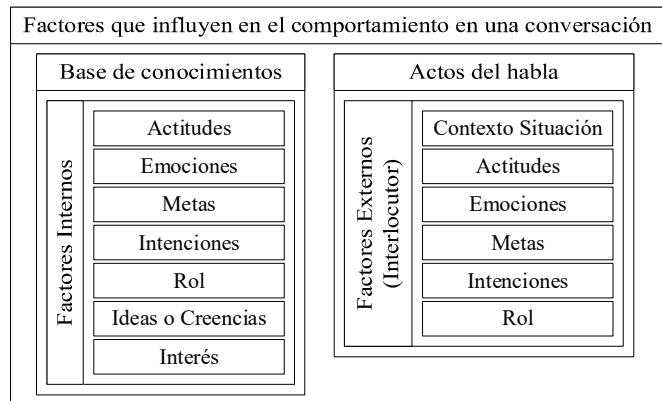 Factores que influyen en el comportamiento en una conversación
Base de conocimientos
Factores Internos
Actitudes
Emociones
Metas
Intenciones
Rol
Ideas o Creencias
Interés
Actos del habla
Factores Externos
(Interlocutor)
Contexto Situación
Actitudes
Emociones
Metas
Intenciones
Rol